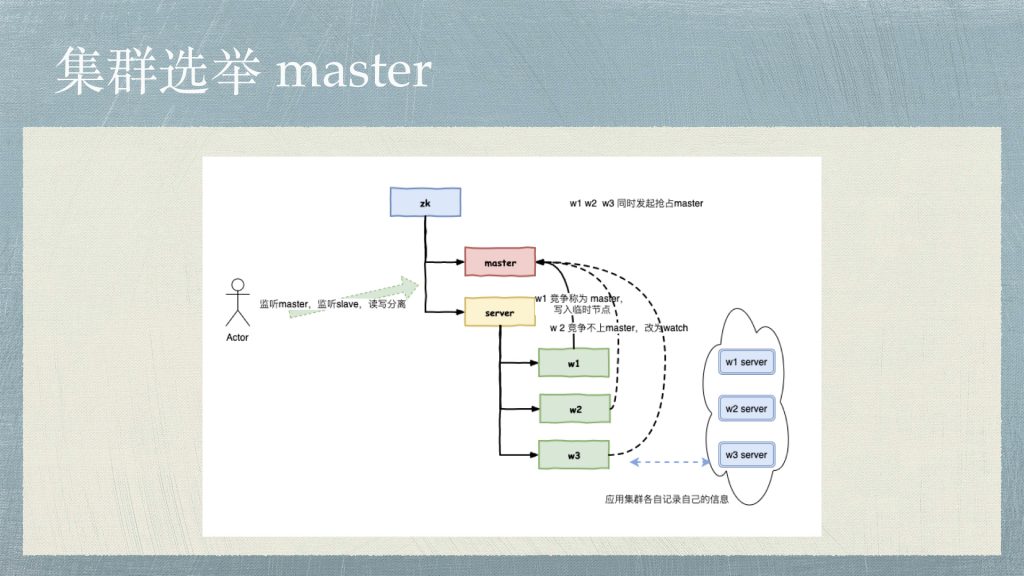 集群选举 master
zk
w1 w2 w3 同时发起抢占master
master
监听master，监听slave，读写分离
Actor
w1 竞争称为 master，
写入临时节点
server
w 2 竞争不上master，改为watch
w1
w1 server
w2
w2 server
w3
w3 server
应用集群各自记录自己的信息